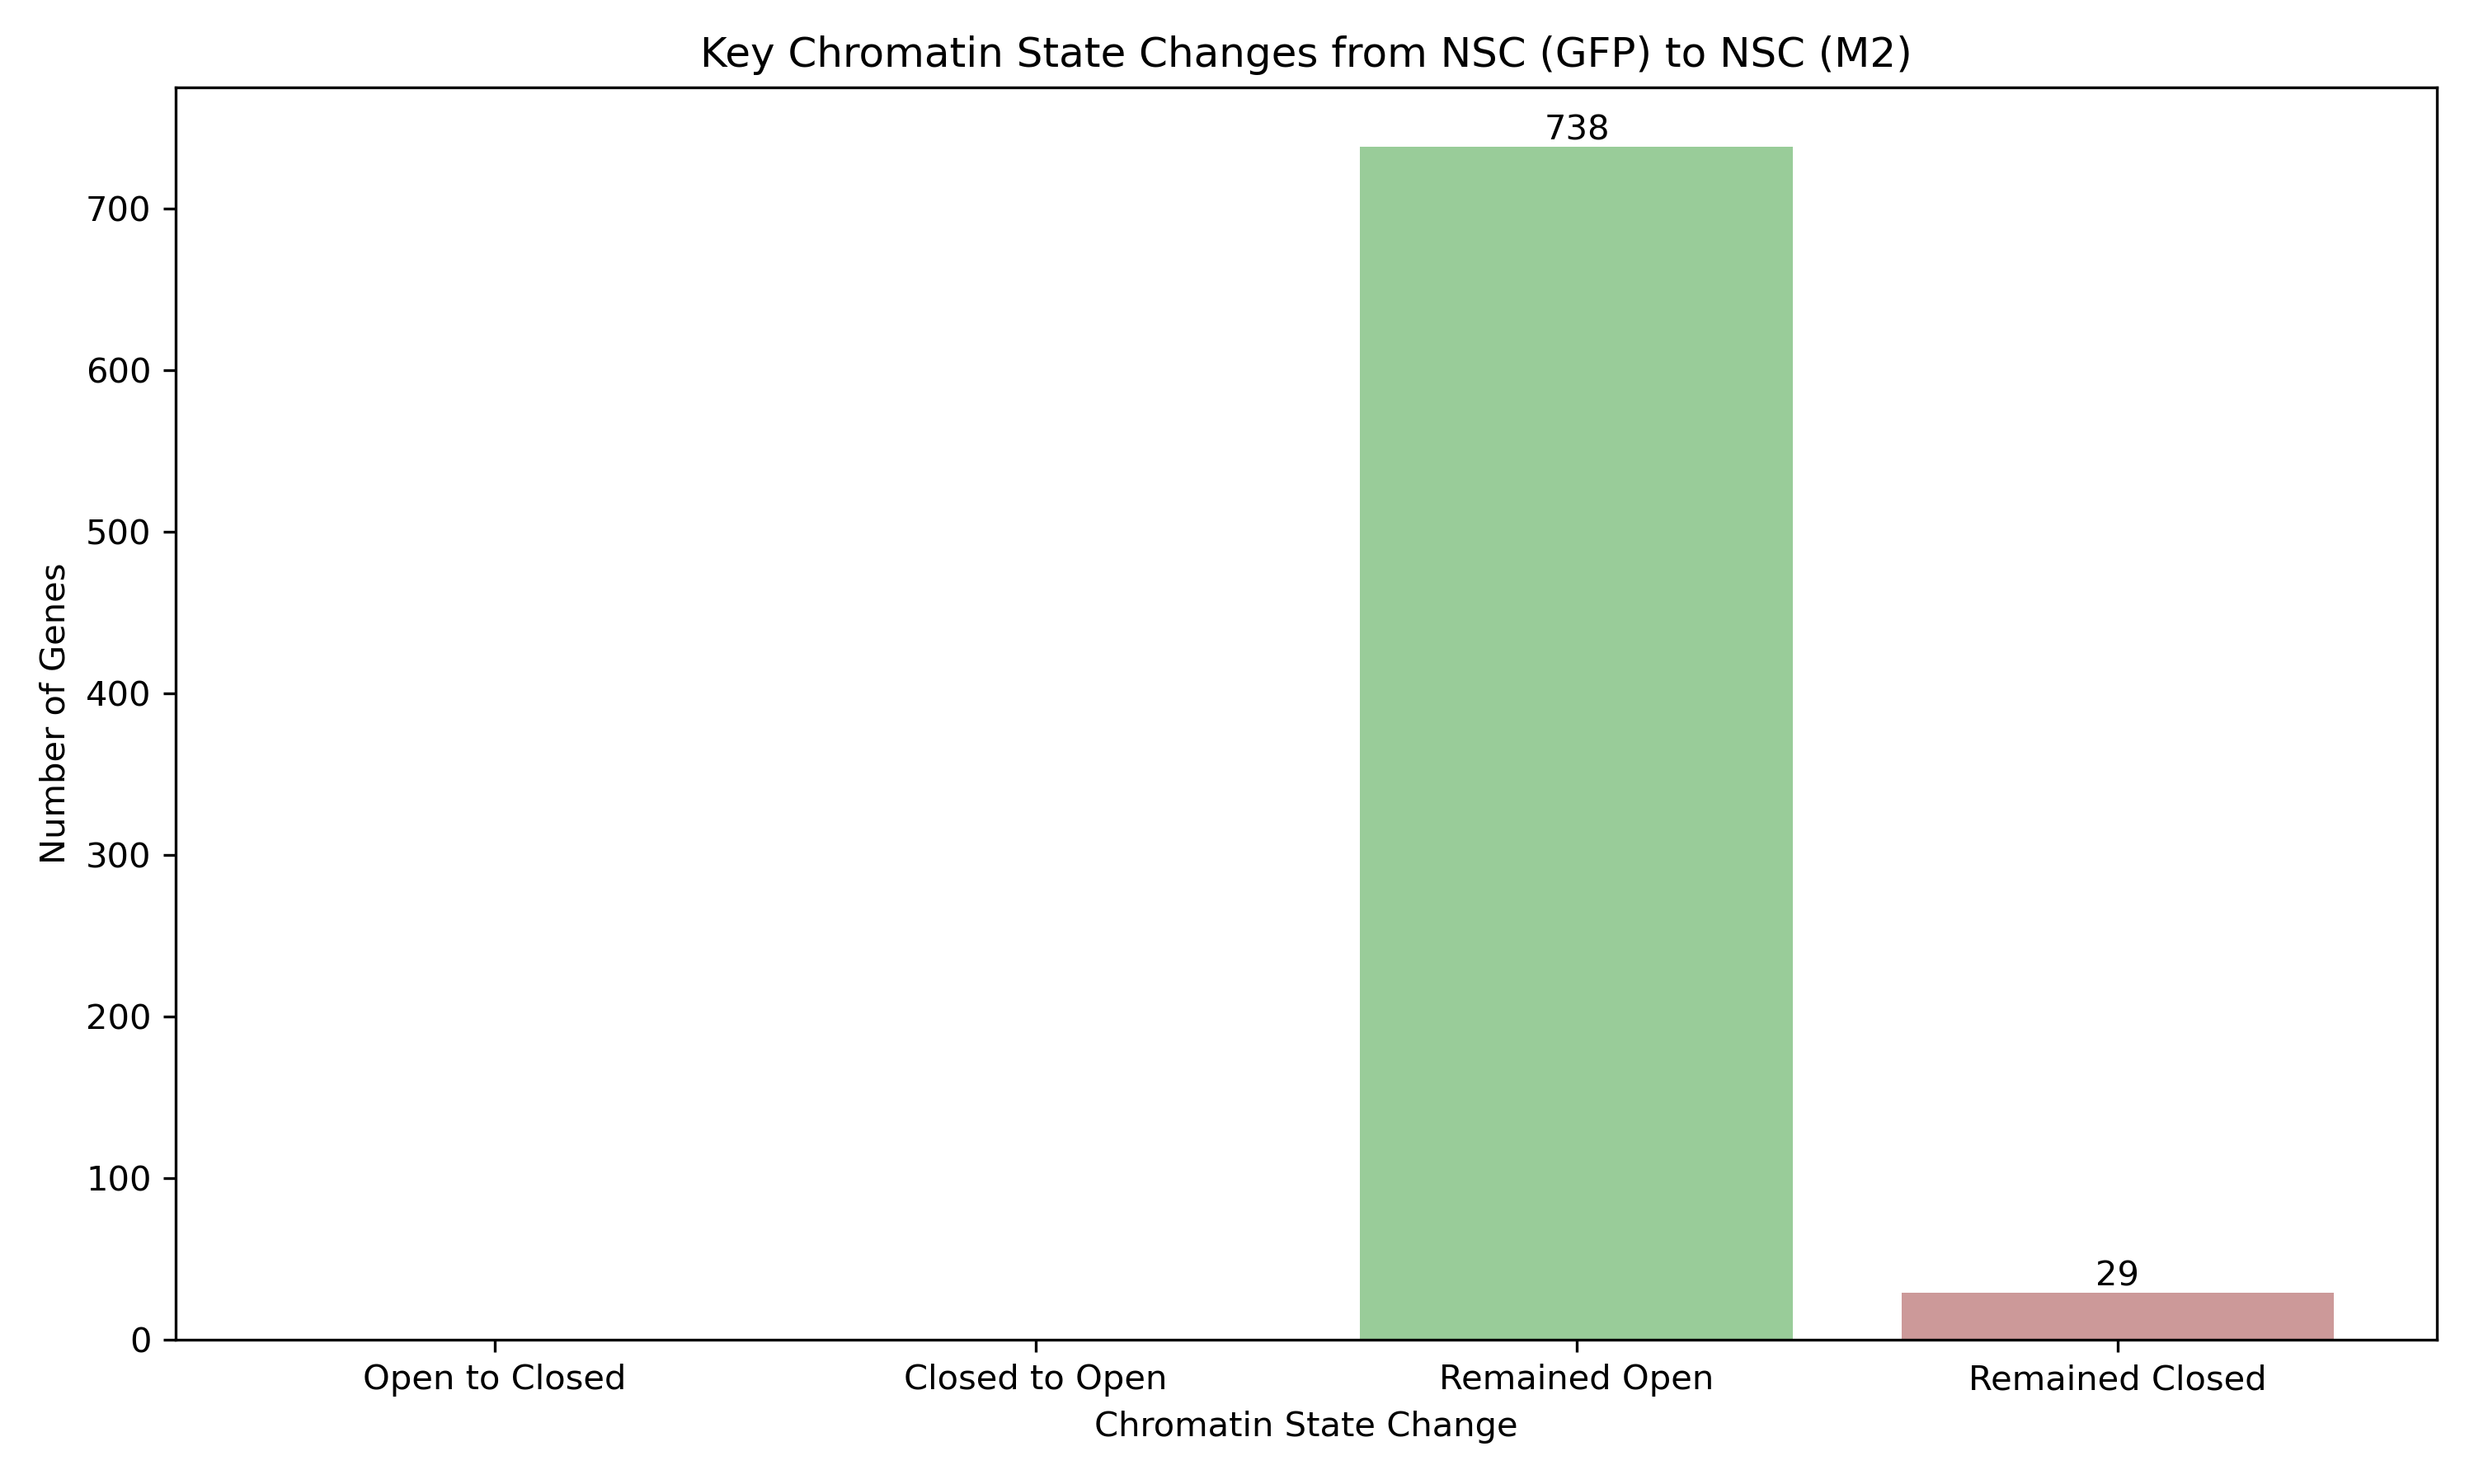 Key Chromatin State Changes from NSC (GFP) to NSC (M2)
738
700
600
500
400
300
200
100
0
Number of Genes
29
Open to Closed
Closed to Open
Remained Open
Remained Closed
Chromatin State Change